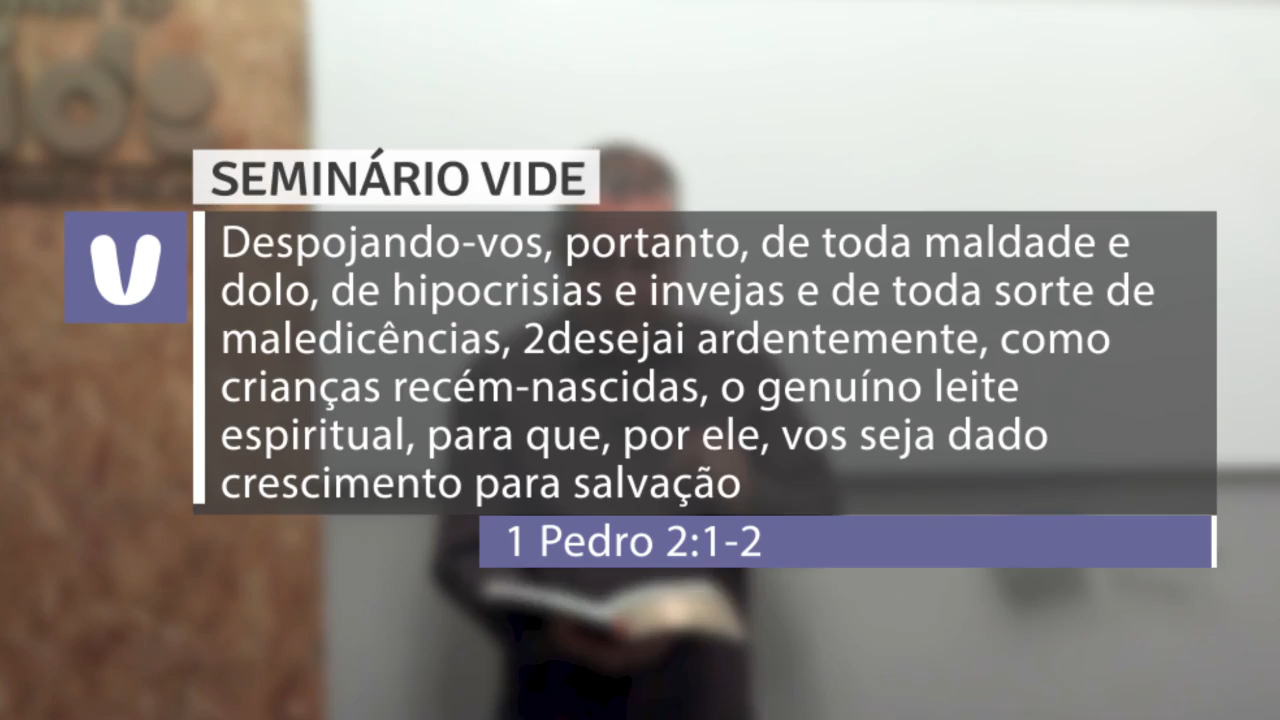 SEMINÁRIO VIDE
Despojando-vos, portanto, de toda maldade e
dolo, de hipocrisias e invejas e de toda sorte de
maledicências, 2desejai ardentemente, como
crianças recém-nascidas, o genuíno leite
espiritual, para que, por ele, vos seja dado
crescimento para salvação
1 Pedro 2:1-2